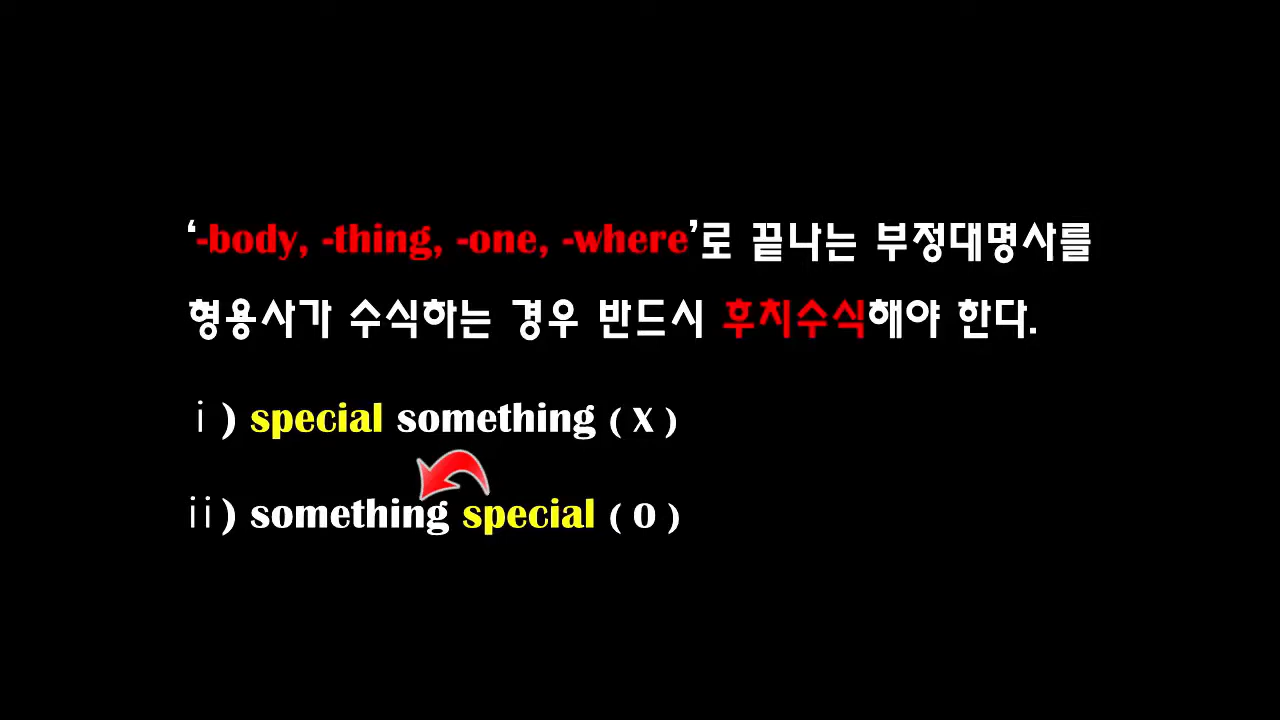 ‘-body, -thing, -one, -where’로 끝나는 부정대명사를
형용사가 수식하는 경우 반드시 후치수식해야 한다.
ⅰ) special something ( X )
ⅱ) something special ( O )